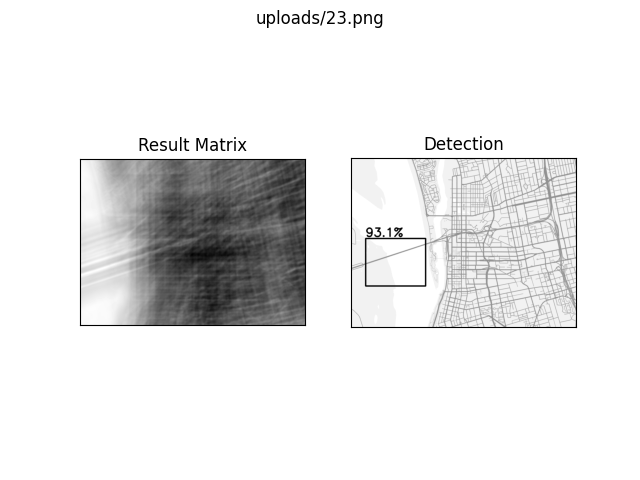 uploads/23.png
Result Matrix
Detection
93.1%